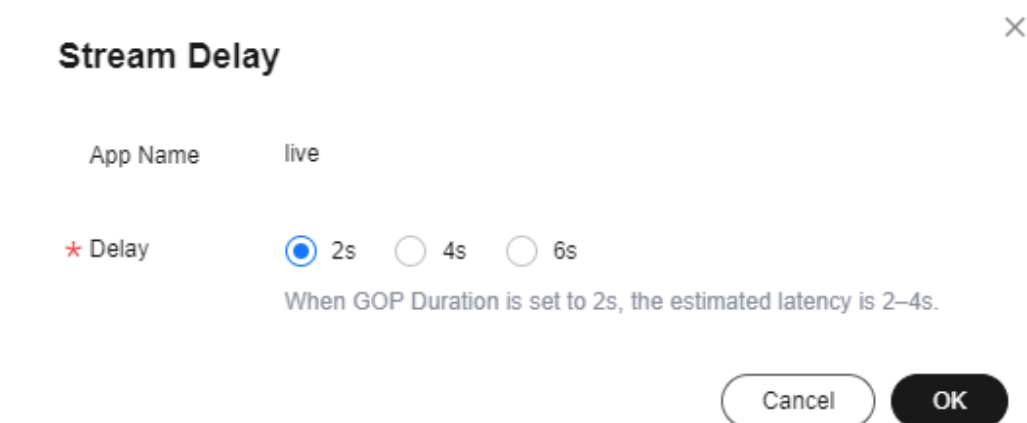 Stream Delay
App Name live
* Delay 2s 4s 6s
When GOP Duration is set to 2s, the estimated latency is 2–4s.
Cancel OK